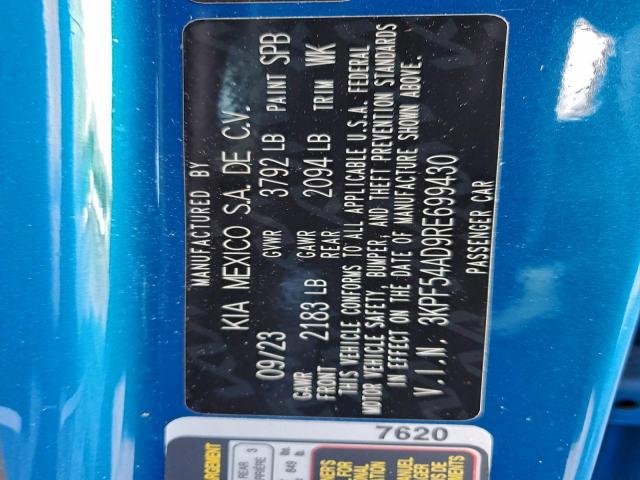 MANUFACTURED BY
KIA MEXICO S.A. DE C.V.
09/23 GVWR 3792 LB PAINT SPB
GAWR FRONT 2183 LB GAWR REAR 2094 LB TRIM WK
THIS VEHICLE CONFORMS TO ALL APPLICABLE U.S.A. FEDERAL
MOTOR VEHICLE SAFETY, BUMPER, AND THEFT PREVENTION STANDARDS
IN EFFECT ON THE DATE OF MANUFACTURE SHOWN ABOVE.
V.I.N. 3KPF54AD9RE699430
PASSENGER CAR
7620
REAR 3